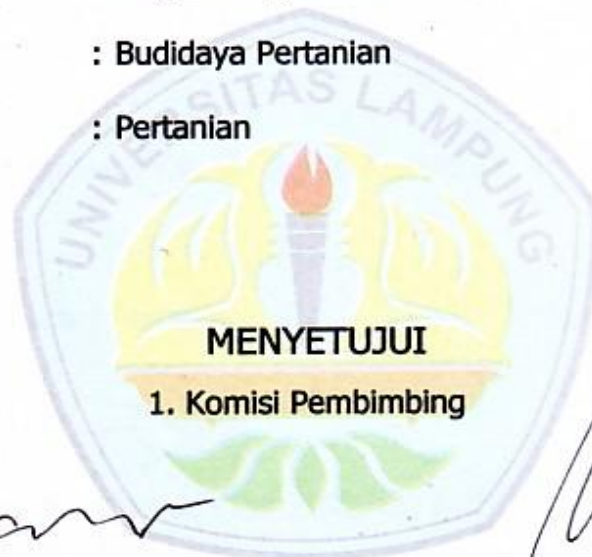 : Budidaya Pertanian
: Pertanian
UNIVERSITAS LAMPUNG
MENYETUJUI
1. Komisi Pembimbing